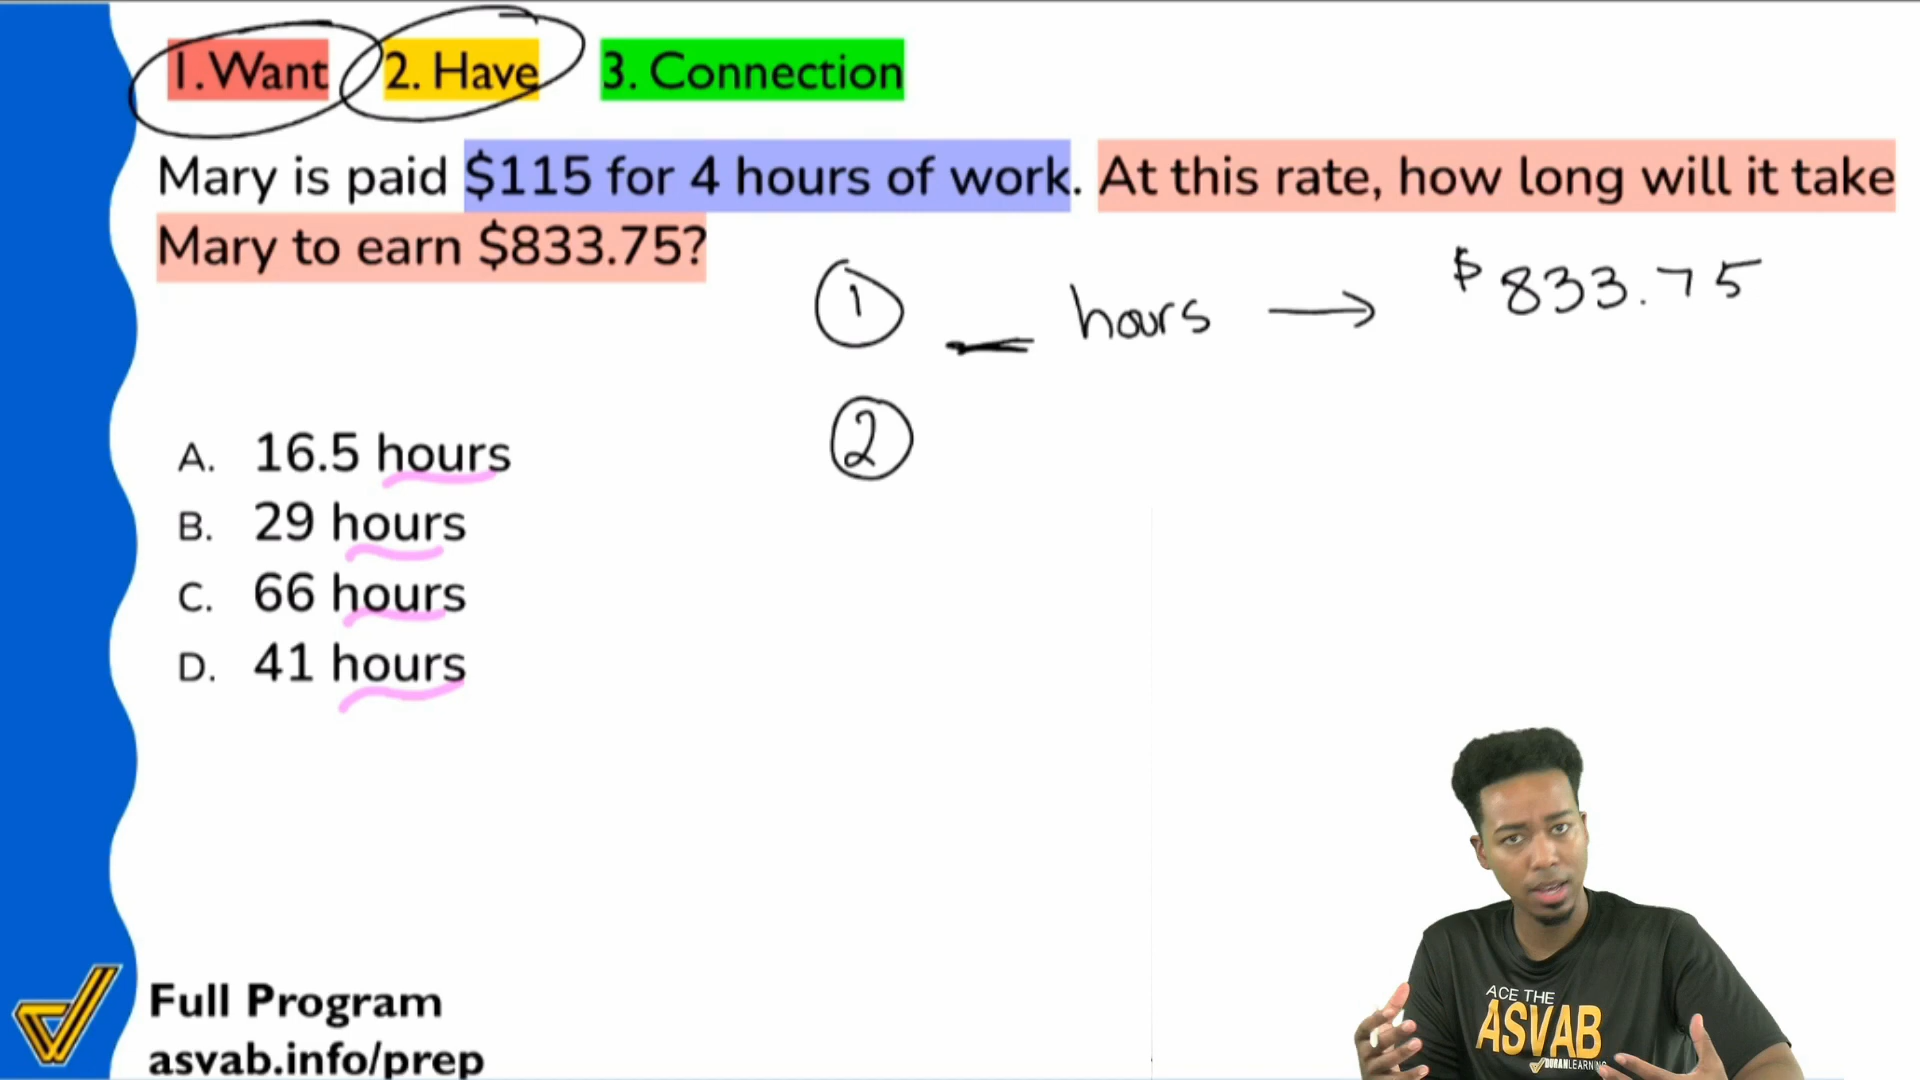 1. Want 2. Have 3. Connection
Mary is paid $115 for 4 hours of work. At this rate, how long will it take
Mary to earn $833.75?
1 __ hours → $833.75
2
A. 16.5 hours
B. 29 hours
C. 66 hours
D. 41 hours
Full Program
asvab.info/prep
ACE THE
ASVAB
DURANLEARNING